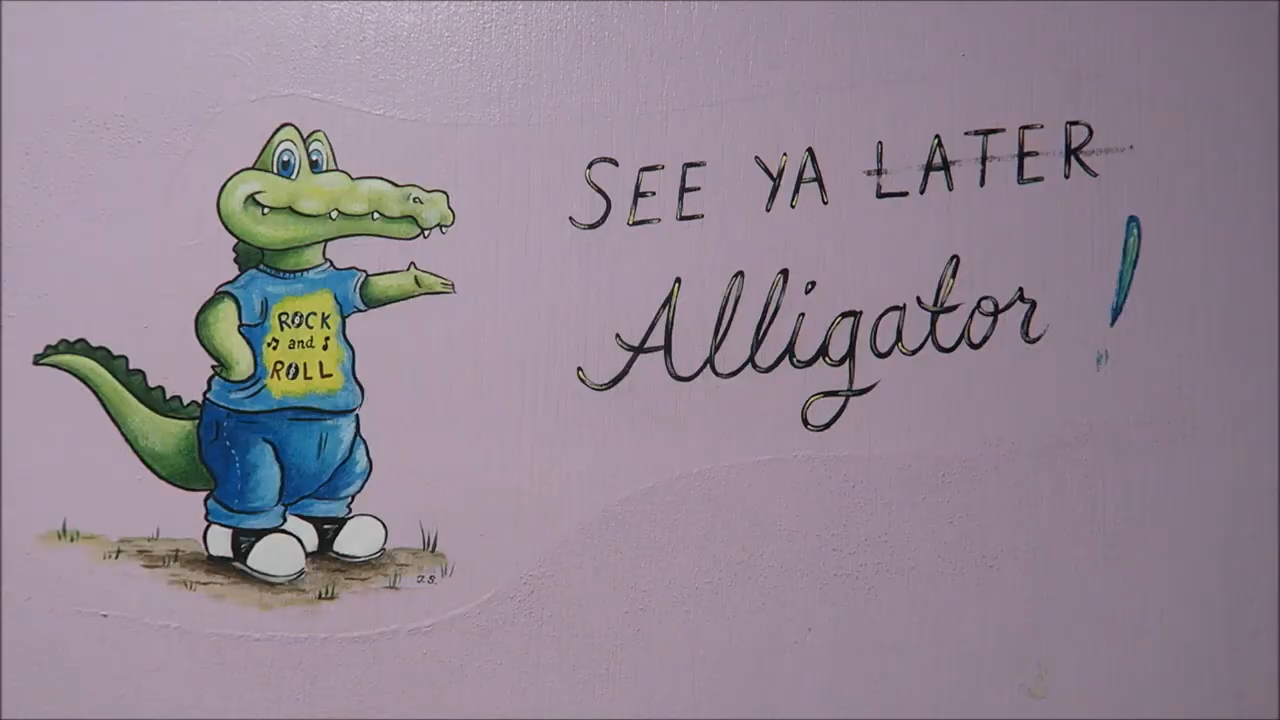 SEE YA LATER
Alligator!
ROCK
and
ROLL
J.S.